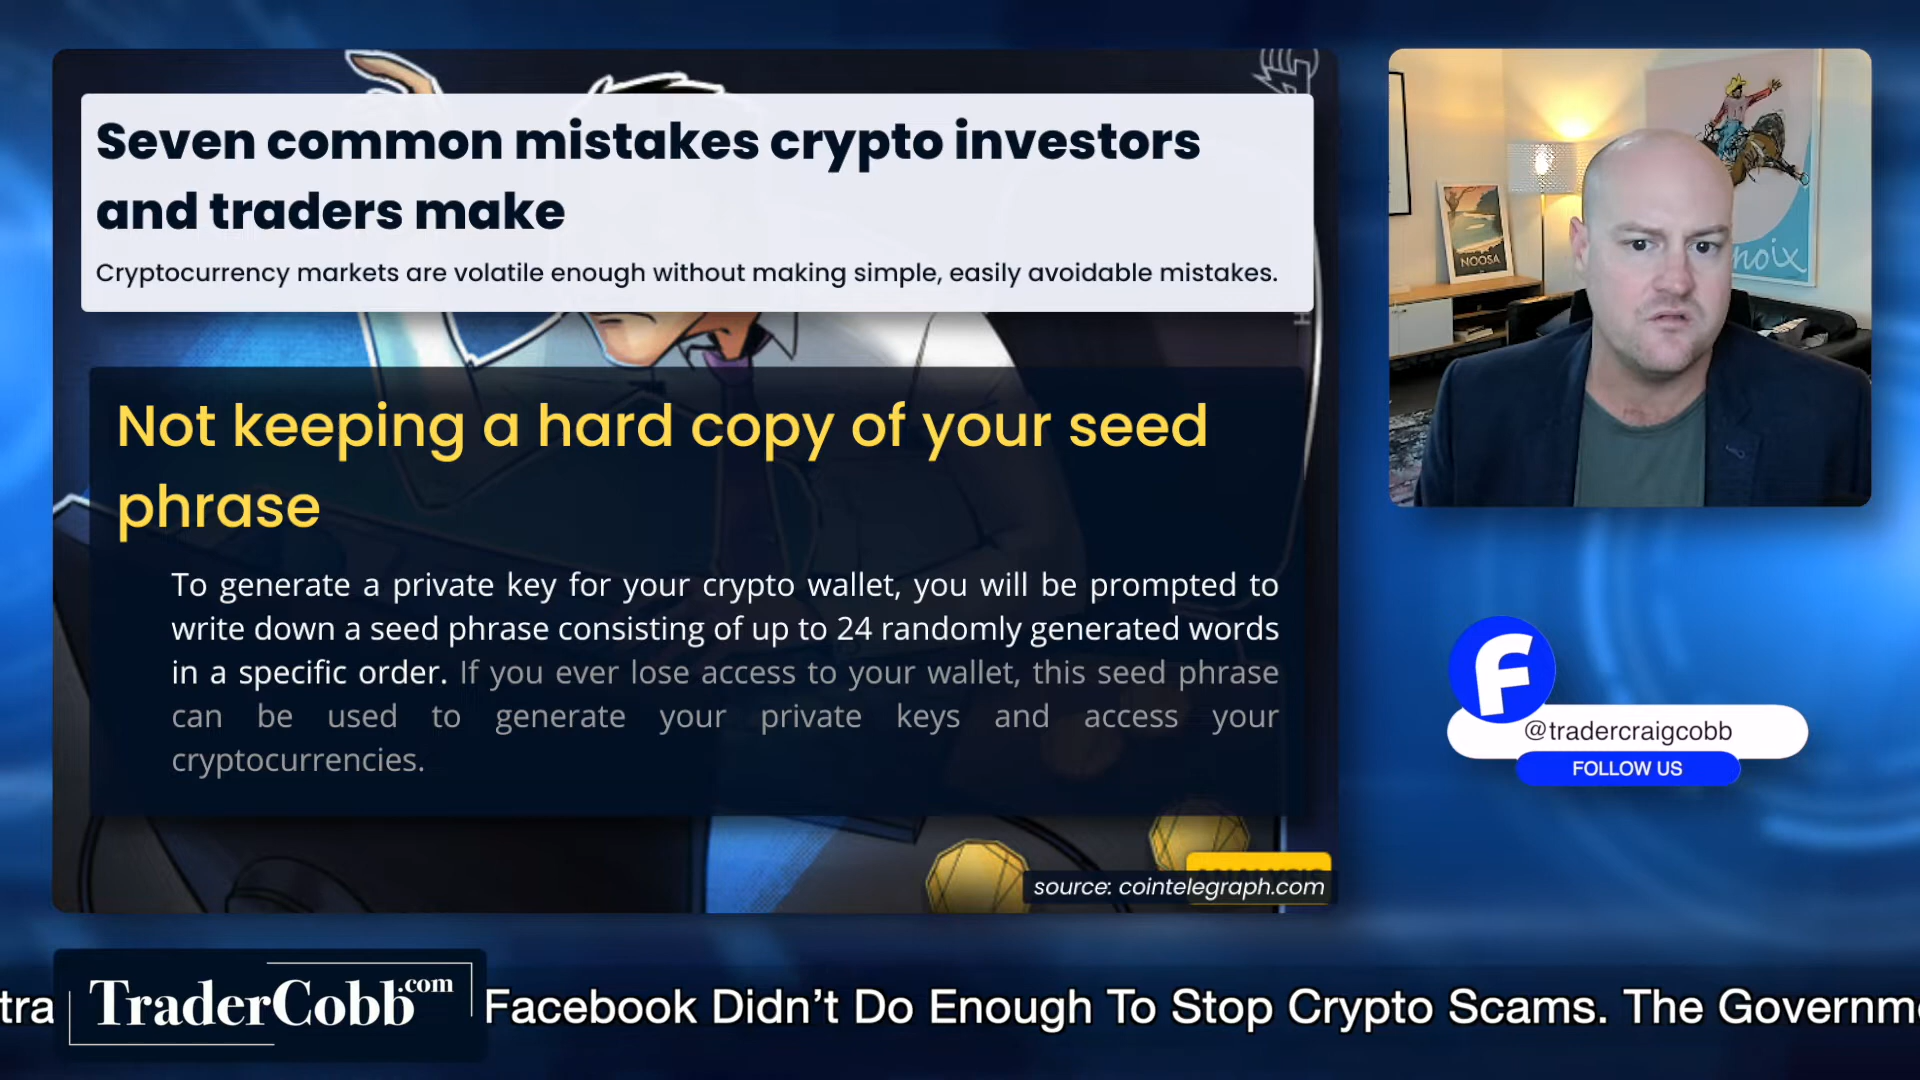 Seven common mistakes crypto investors
and traders make
Cryptocurrency markets are volatile enough without making simple, easily avoidable mistakes.
Not keeping a hard copy of your seed
phrase
To generate a private key for your crypto wallet, you will be prompted to
write down a seed phrase consisting of up to 24 randomly generated words
in a specific order. If you ever lose access to your wallet, this seed phrase
can be used to generate your private keys and access your
cryptocurrencies.
source: cointelegraph.com
NOOSA
noix
@tradercraigcobb
FOLLOW US
TraderCobb.com
tra
Facebook Didn't Do Enough To Stop Crypto Scams. The Governm